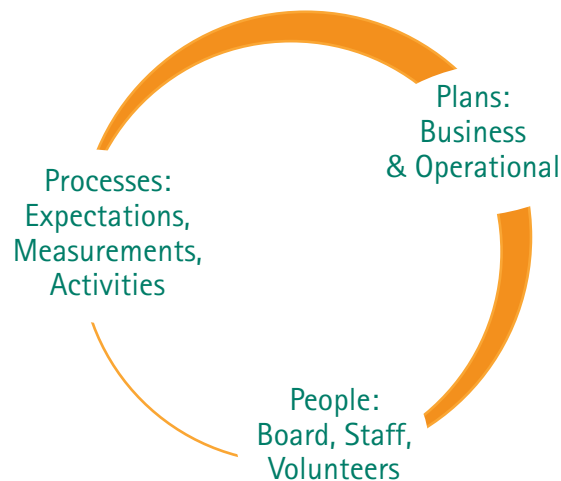 Plans:
Business
& Operational
Processes:
Expectations,
Measurements,
Activities
People:
Board, Staff,
Volunteers